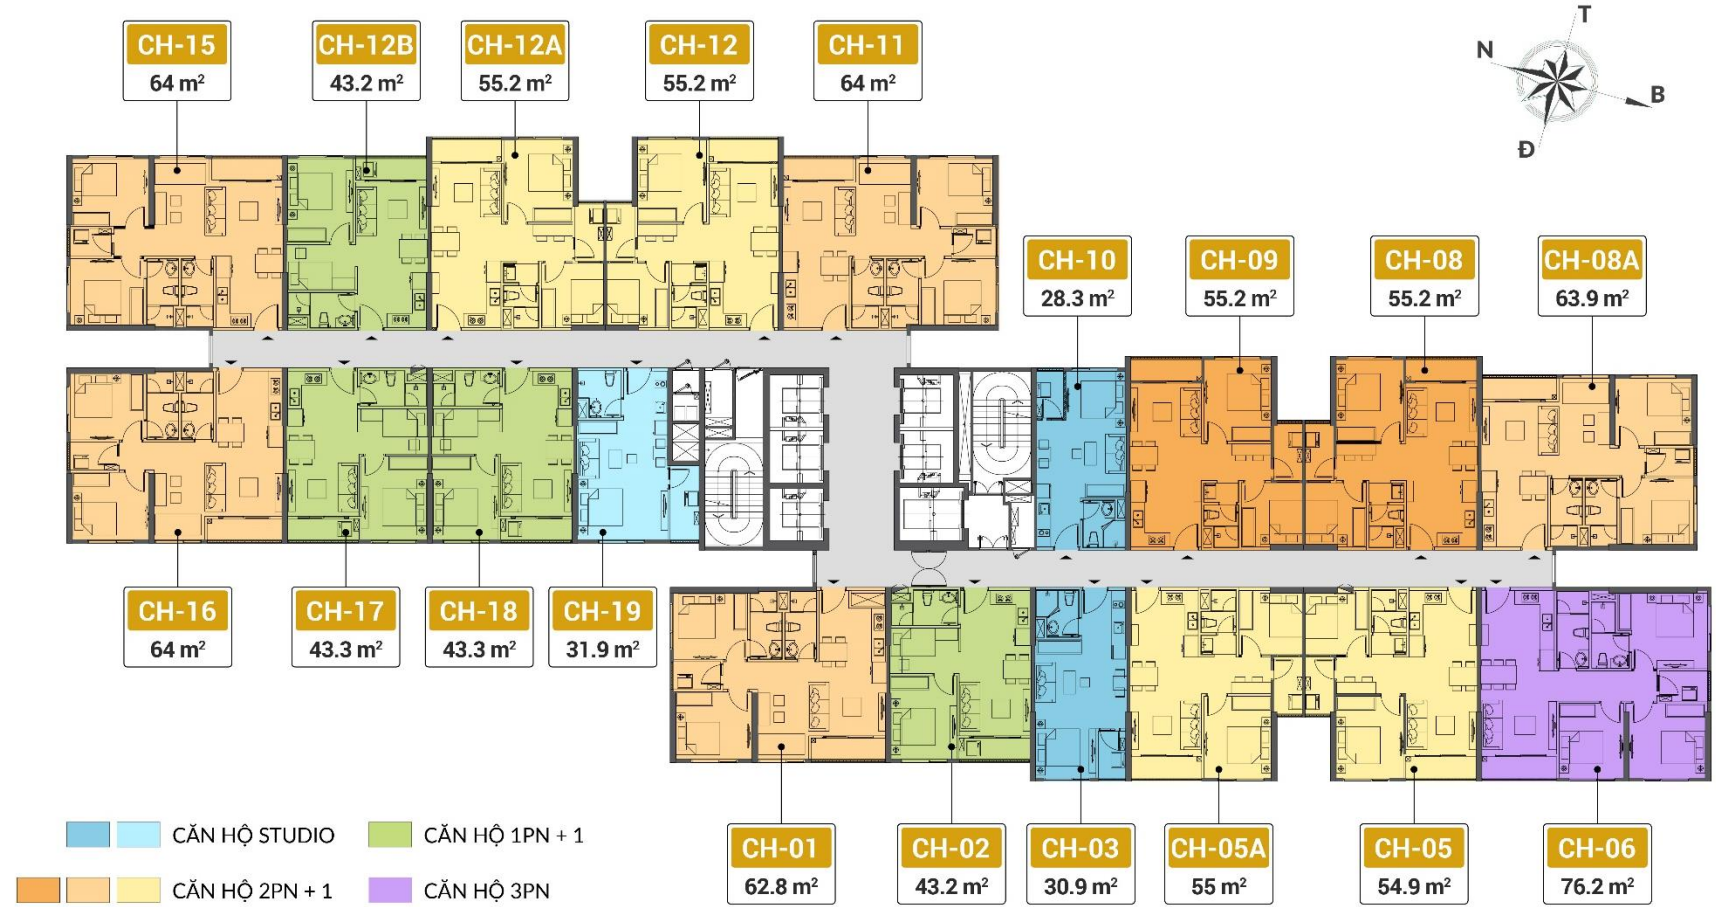 CH-15
64 m²
CH-12B
43.2 m²
CH-12A
55.2 m²
CH-12
55.2 m²
CH-11
64 m²
T
N
B
Đ
CH-10
28.3 m²
CH-09
55.2 m²
CH-08
55.2 m²
CH-08A
63.9 m²
CH-16
64 m²
CH-17
43.3 m²
CH-18
43.3 m²
CH-19
31.9 m²
CH-01
62.8 m²
CH-02
43.2 m²
CH-03
30.9 m²
CH-05A
55 m²
CH-05
54.9 m²
CH-06
76.2 m²
CĂN HỘ STUDIO
CĂN HỘ 1PN + 1
CĂN HỘ 2PN + 1
CĂN HỘ 3PN